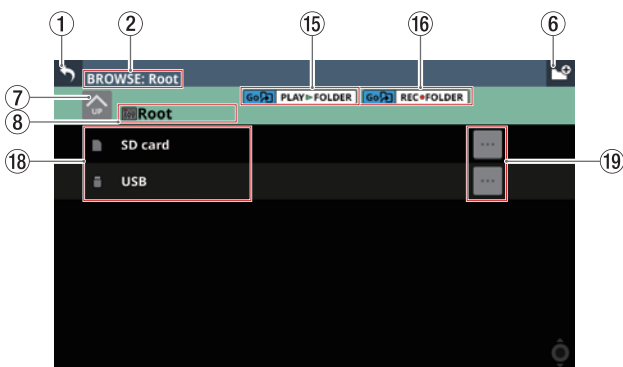 1 2 15 16 6
BROWSE: Root
7 UP Go PLAY FOLDER Go REC FOLDER
8 Root
18 SD card ... 19
USB ...